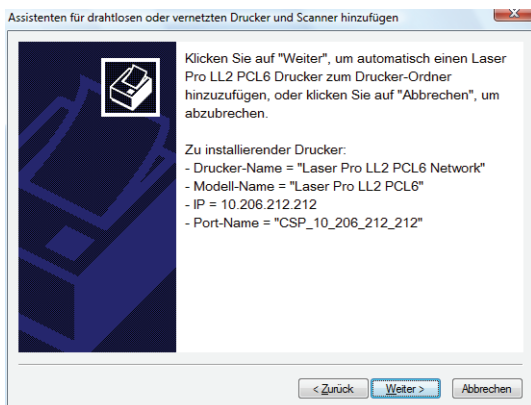 Assistenten für drahtlosen oder vernetzten Drucker und Scanner hinzufügen
Klicken Sie auf "Weiter", um automatisch einen Laser
Pro LL2 PCL6 Drucker zum Drucker-Ordner
hinzuzufügen, oder klicken Sie auf "Abbrechen", um
abzubrechen.
Zu installierender Drucker:
- Drucker-Name = "Laser Pro LL2 PCL6 Network"
- Modell-Name = "Laser Pro LL2 PCL6"
- IP = 10.206.212.212
- Port-Name = "CSP_10_206_212_212"
< Zurück Weiter > Abbrechen